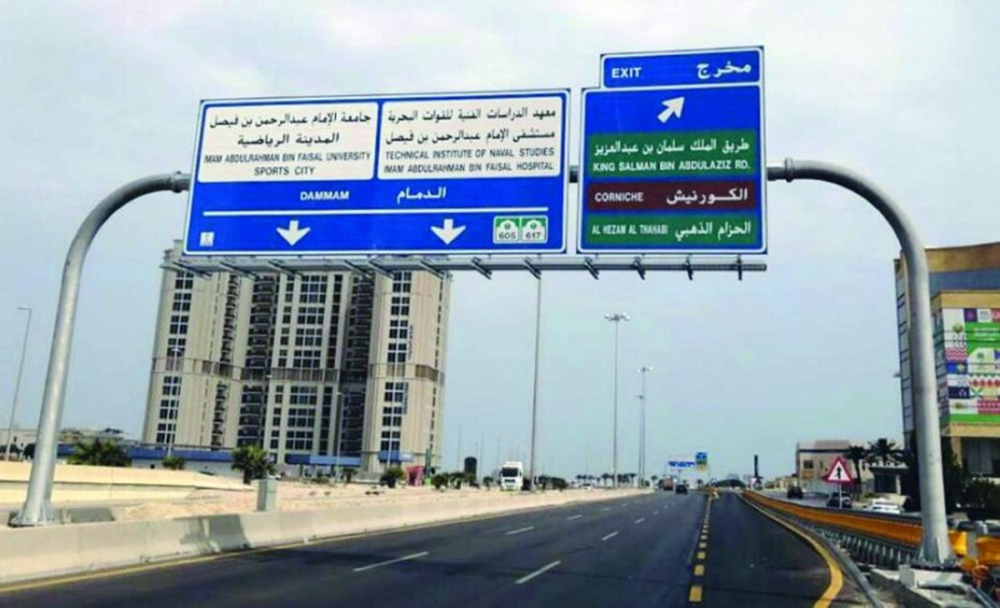 جامعة الإمام عبدالرحمن بن فيصل
المدينة الرياضية
IMAM ABDULRAHMAN BIN FAISAL UNIVERSITY
SPORTS CITY
معهد الدراسات الفنية للقوات البحرية
مستشفى الإمام عبدالرحمن بن فيصل
TECHNICAL INSTITUTE OF NAVAL STUDIES
IMAM ABDULRAHMAN BIN FAISAL HOSPITAL
DAMMAM الدمام
605 617
EXIT مخرج
طريق الملك سلمان بن عبدالعزيز
KING SALMAN BIN ABDULAZIZ RD.
CORNICHE الكورنيش
AL HEZAM AL THAHABI الحزام الذهبي